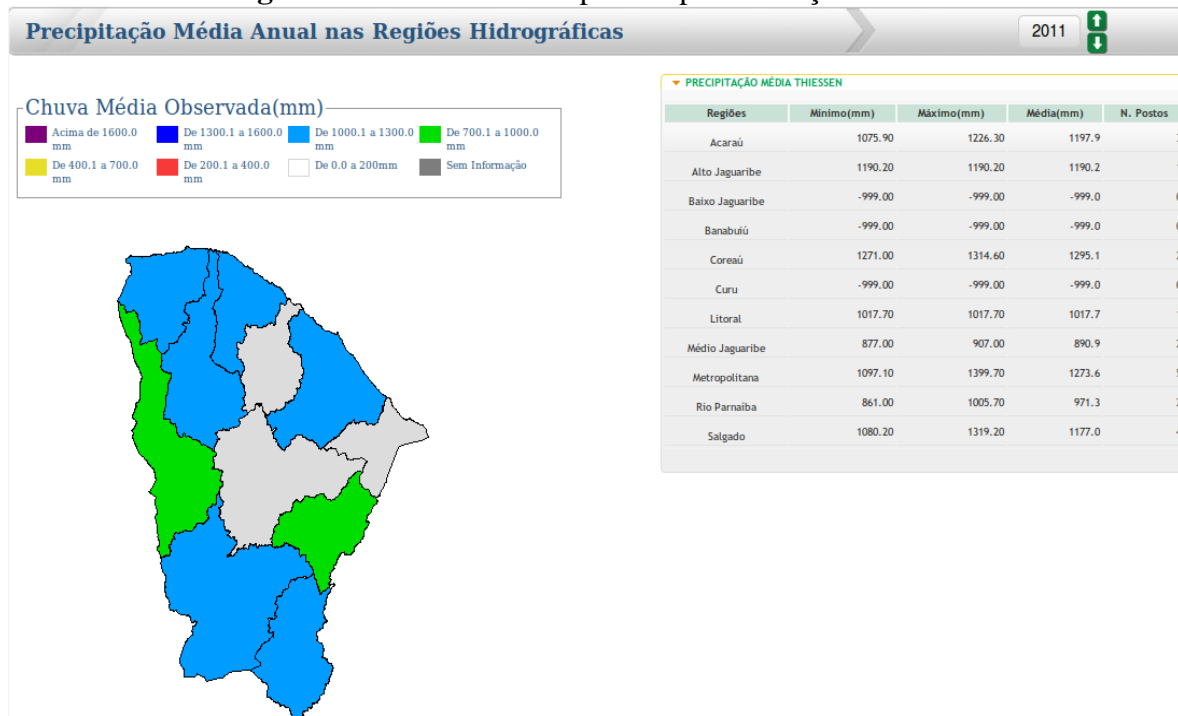 Precipitação Média Anual nas Regiões Hidrográficas
2011
Chuva Média Observada(mm)
Acima de 1600.0 mm
De 1300.1 a 1600.0 mm
De 1000.1 a 1300.0 mm
De 700.1 a 1000.0 mm
De 400.1 a 700.0 mm
De 200.1 a 400.0 mm
De 0.0 a 200mm
Sem Informação
PRECIPITAÇÃO MÉDIA THIESSEN
Regiões Mínimo(mm) Máximo(mm) Média(mm) N. Postos
Acaraú 1075.90 1226.30 1197.9
Alto Jaguaribe 1190.20 1190.20 1190.2
Baixo Jaguaribe -999.00 -999.00 -999.0
Banabuiú -999.00 -999.00 -999.0
Coreaú 1271.00 1314.60 1295.1
Curu -999.00 -999.00 -999.0
Litoral 1017.70 1017.70 1017.7
Médio Jaguaribe 877.00 907.00 890.9
Metropolitana 1097.10 1399.70 1273.6
Rio Parnaíba 861.00 1005.70 971.3
Salgado 1080.20 1319.20 1177.0